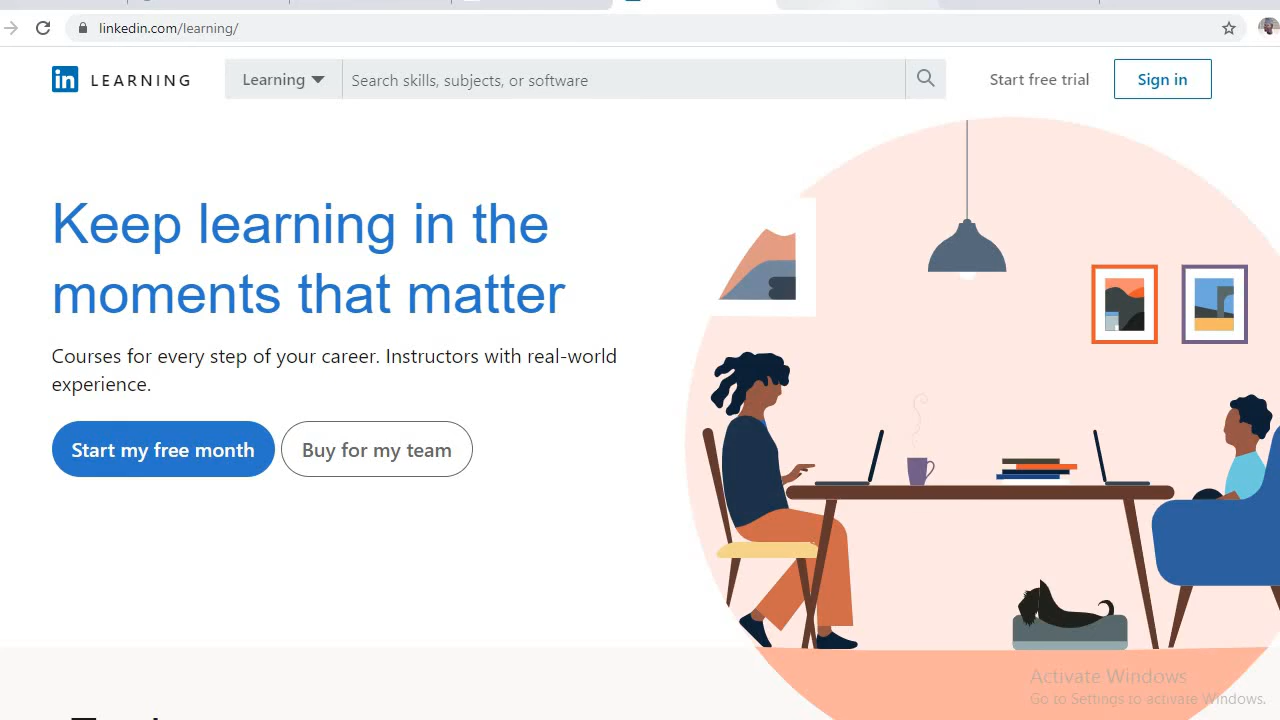 linkedin.com/learning/
in LEARNING
Learning
Search skills, subjects, or software
Start free trial
Sign in
Keep learning in the
moments that matter
Courses for every step of your career. Instructors with real-world
experience.
Start my free month
Buy for my team
Activate Windows
Go to Settings to activate Windows.